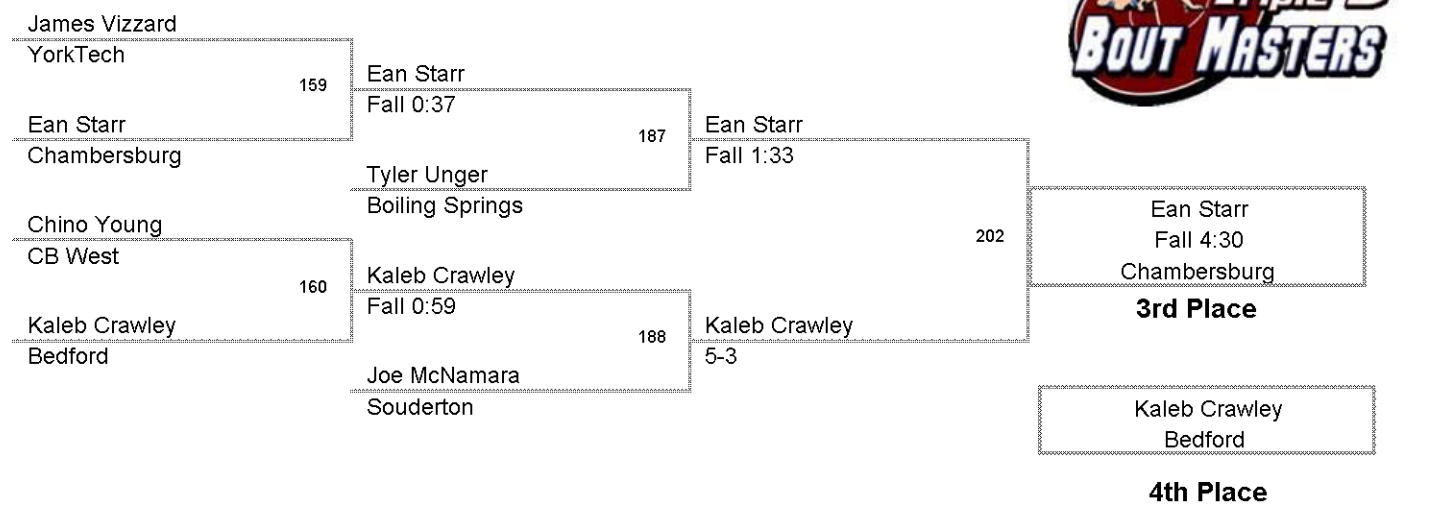 James Vizzard
YorkTech
159
Ean Starr
Chambersburg
Chino Young
CB West
160
Kaleb Crawley
Bedford
Ean Starr
Fall 0:37
187
Tyler Unger
Boiling Springs
Kaleb Crawley
Fall 0:59
188
Joe McNamara
Souderton
Ean Starr
Fall 1:33
202
Kaleb Crawley
5-3
BOUT MASTERS
Ean Starr
Fall 4:30
Chambersburg
3rd Place
Kaleb Crawley
Bedford
4th Place